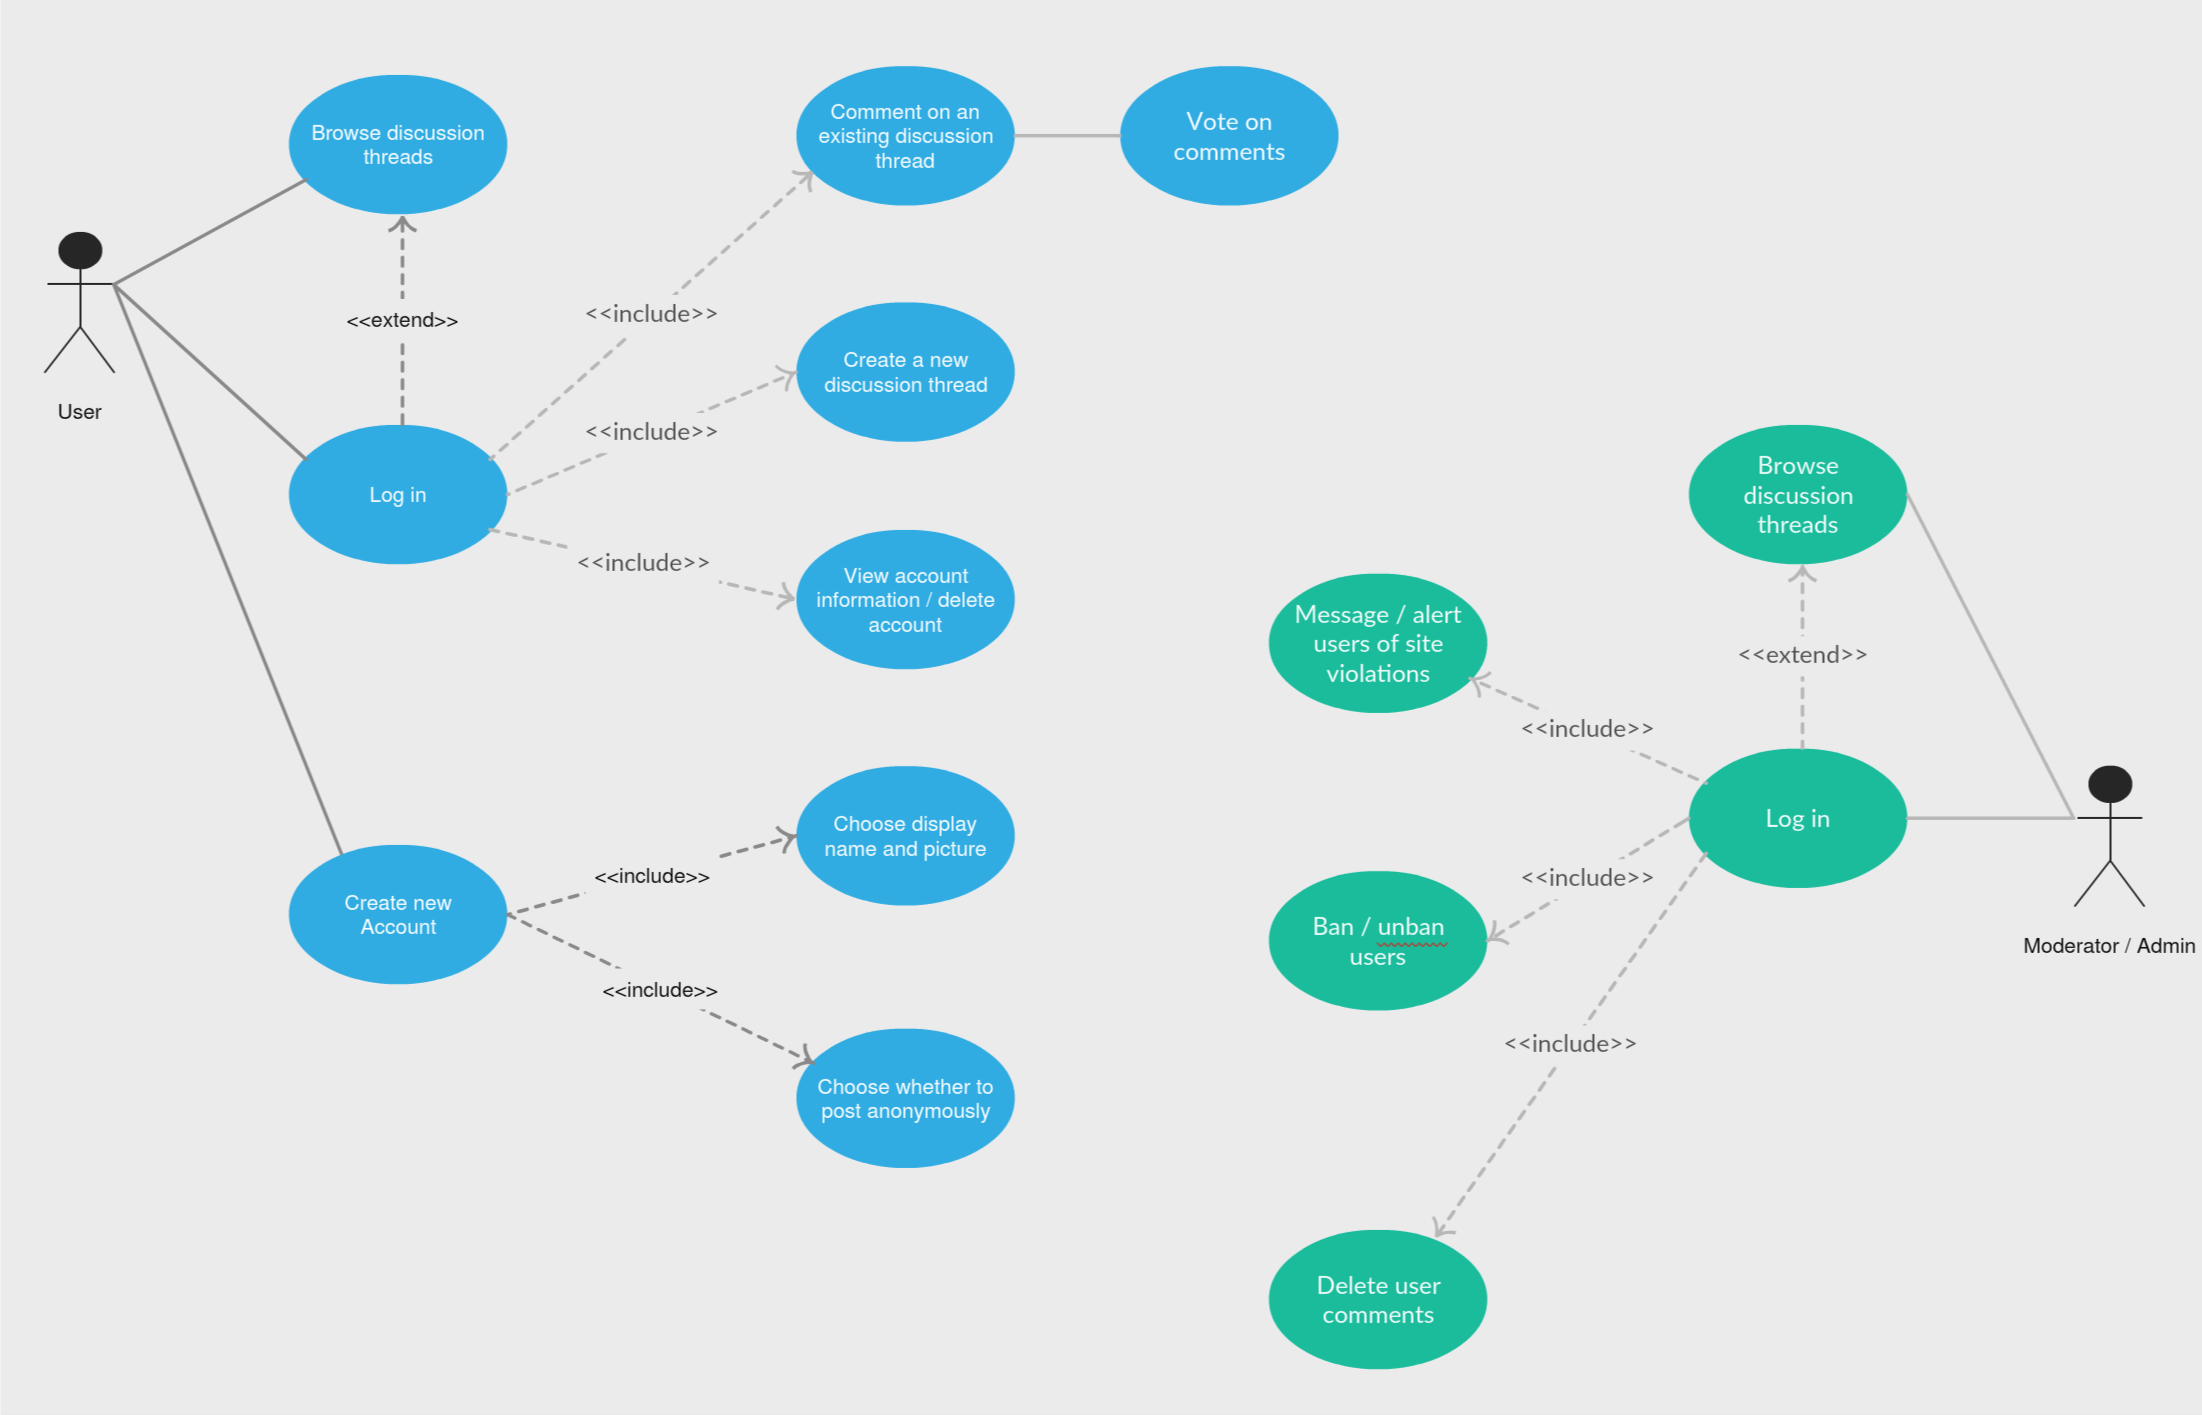 Browse discussion
threads
Comment on an
existing discussion
thread
Vote on
comments
<<extend>>
<<include>>
Create a new
discussion thread
User
<<include>>
Log in
<<include>>
View account
information / delete
account
Choose display
name and picture
<<include>>
Create new
Account
<<include>>
Choose whether to
post anonymously
Browse
discussion
threads
Message / alert
users of site
violations
<<extend>>
<<include>>
Log in
<<include>>
Ban / unban
users
Moderator / Admin
<<include>>
Delete user
comments